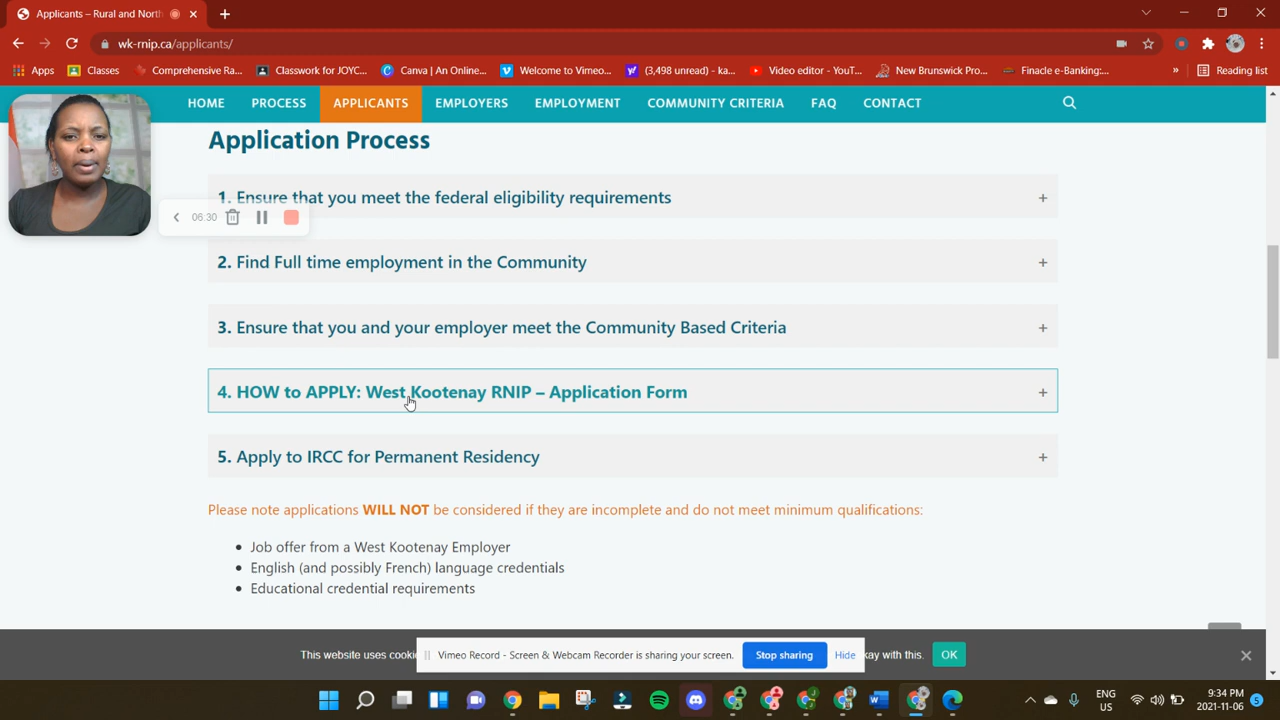 Applicants – Rural and North
wk-rnip.ca/applicants/
Apps
Classes
Comprehensive Ra...
Classwork for JOYC...
Canva | An Online...
Welcome to Vimeo...
(3,498 unread) - ka...
Video editor - YouT...
New Brunswick Pro...
Finacle e-Banking:...
»
Reading list
HOME PROCESS APPLICANTS EMPLOYERS EMPLOYMENT COMMUNITY CRITERIA FAQ CONTACT
Application Process
1. Ensure that you meet the federal eligibility requirements +
06:30
2. Find Full time employment in the Community +
3. Ensure that you and your employer meet the Community Based Criteria +
4. HOW to APPLY: West Kootenay RNIP – Application Form +
5. Apply to IRCC for Permanent Residency +
Please note applications WILL NOT be considered if they are incomplete and do not meet minimum qualifications:
• Job offer from a West Kootenay Employer
• English (and possibly French) language credentials
• Educational credential requirements
This website uses cookie
Vimeo Record - Screen & Webcam Recorder is sharing your screen.
Stop sharing
Hide
kay with this.
OK
ENG
US
9:34 PM
2021-11-06
5